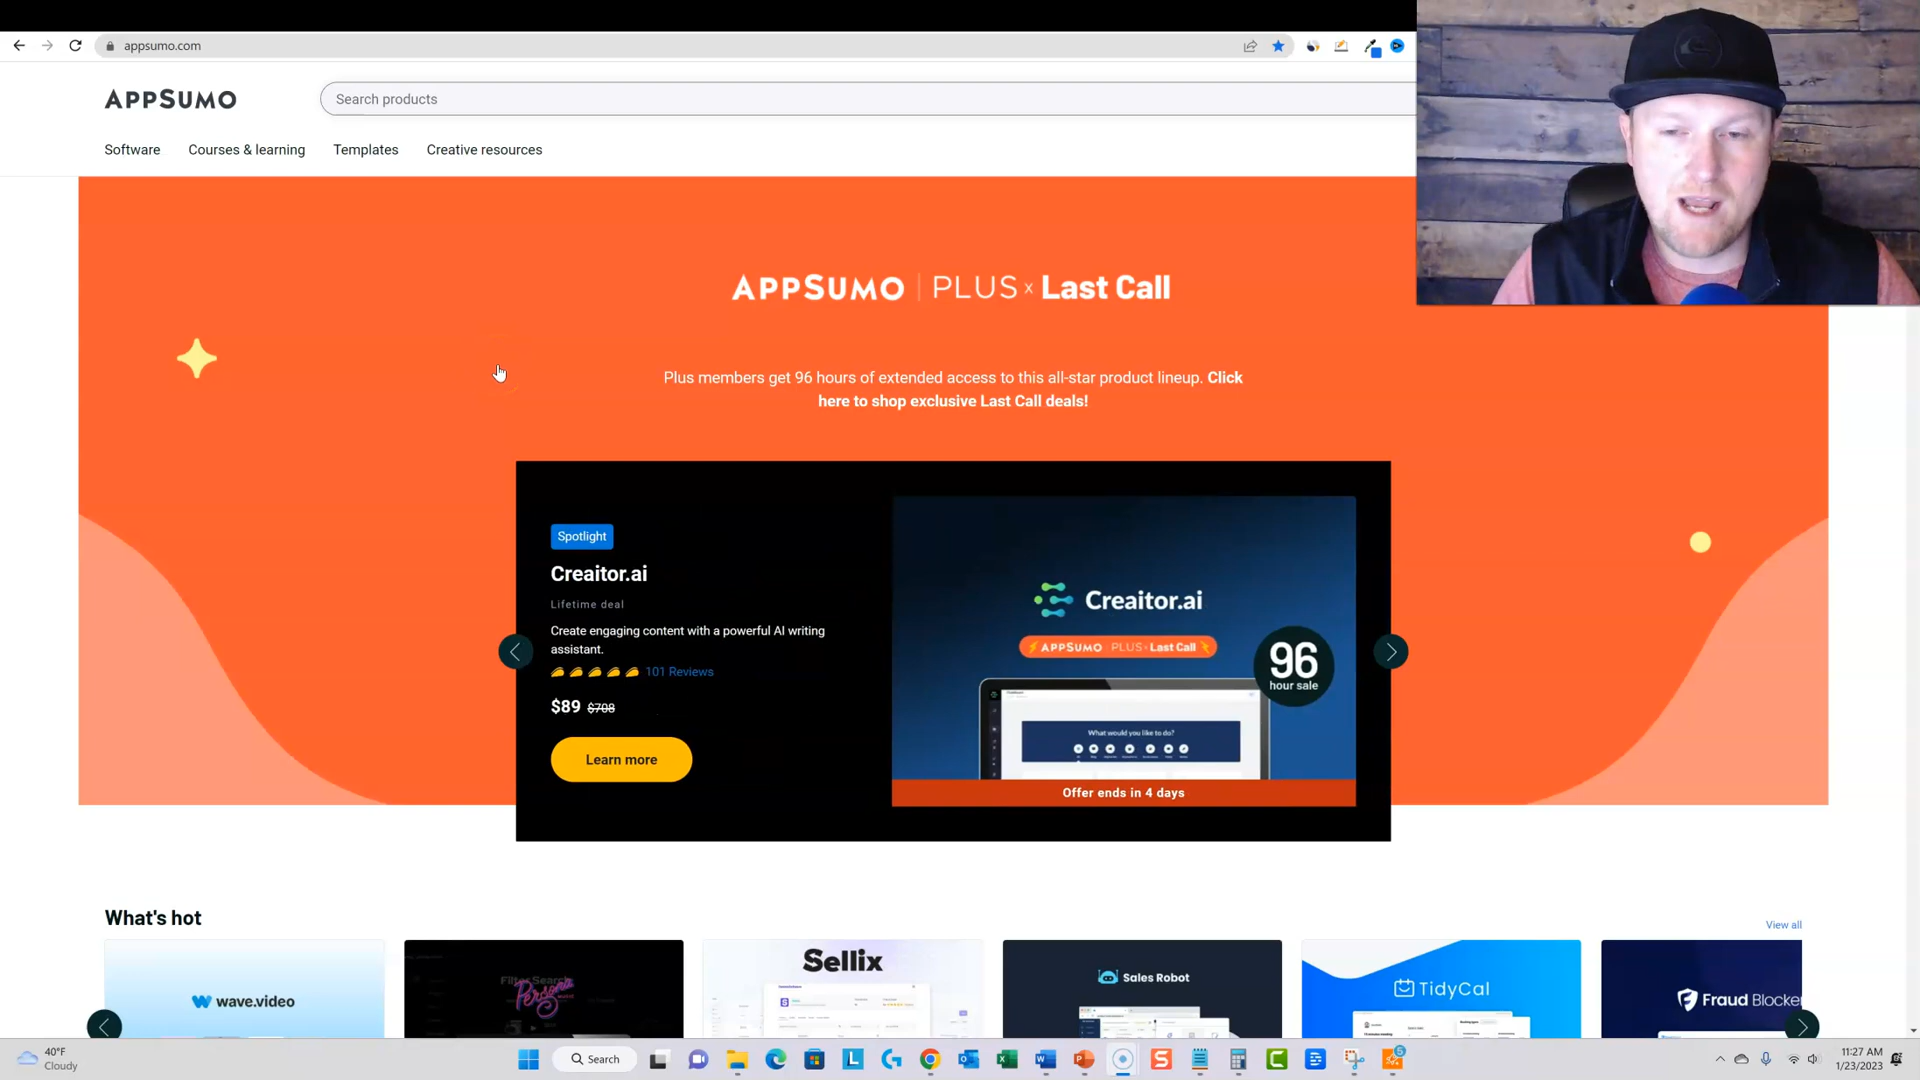 appsumo.com
APPSUMO
Search products
Software
Courses & learning
Templates
Creative resources
APPSUMO | PLUS x Last Call
Plus members get 96 hours of extended access to this all-star product lineup. Click
here to shop exclusive Last Call deals!
Spotlight
Creaitor.ai
Lifetime deal
Create engaging content with a powerful AI writing
assistant.
101 Reviews
$89 $708
Learn more
Creaitor.ai
APPSUMO PLUS x Last Call
96
hour sale
What would you like to do?
Offer ends in 4 days
What's hot
View all
wave.video
Filter Search
Persona
Sellix
Sales Robot
TidyCal
Fraud Blocker
40°F
Cloudy
Search
5
11:27 AM
1/23/2023